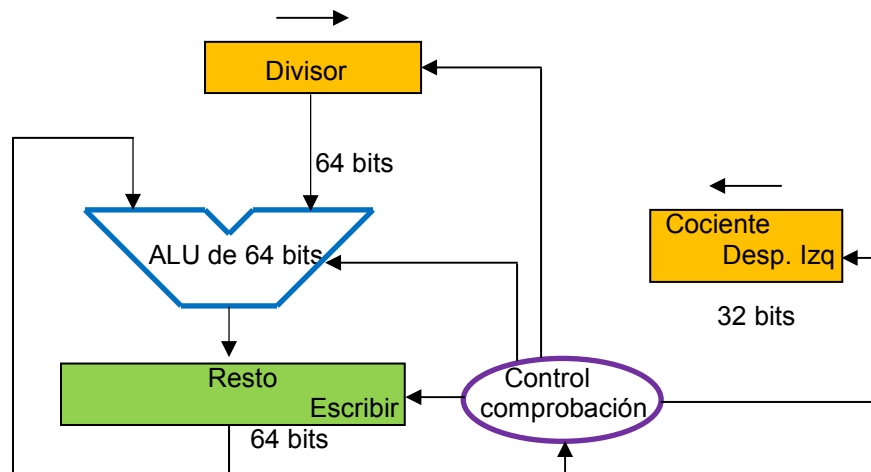 Divisor
64 bits
ALU de 64 bits
Cociente
Desp. Izq
32 bits
Resto
Escribir
64 bits
Control
comprobación